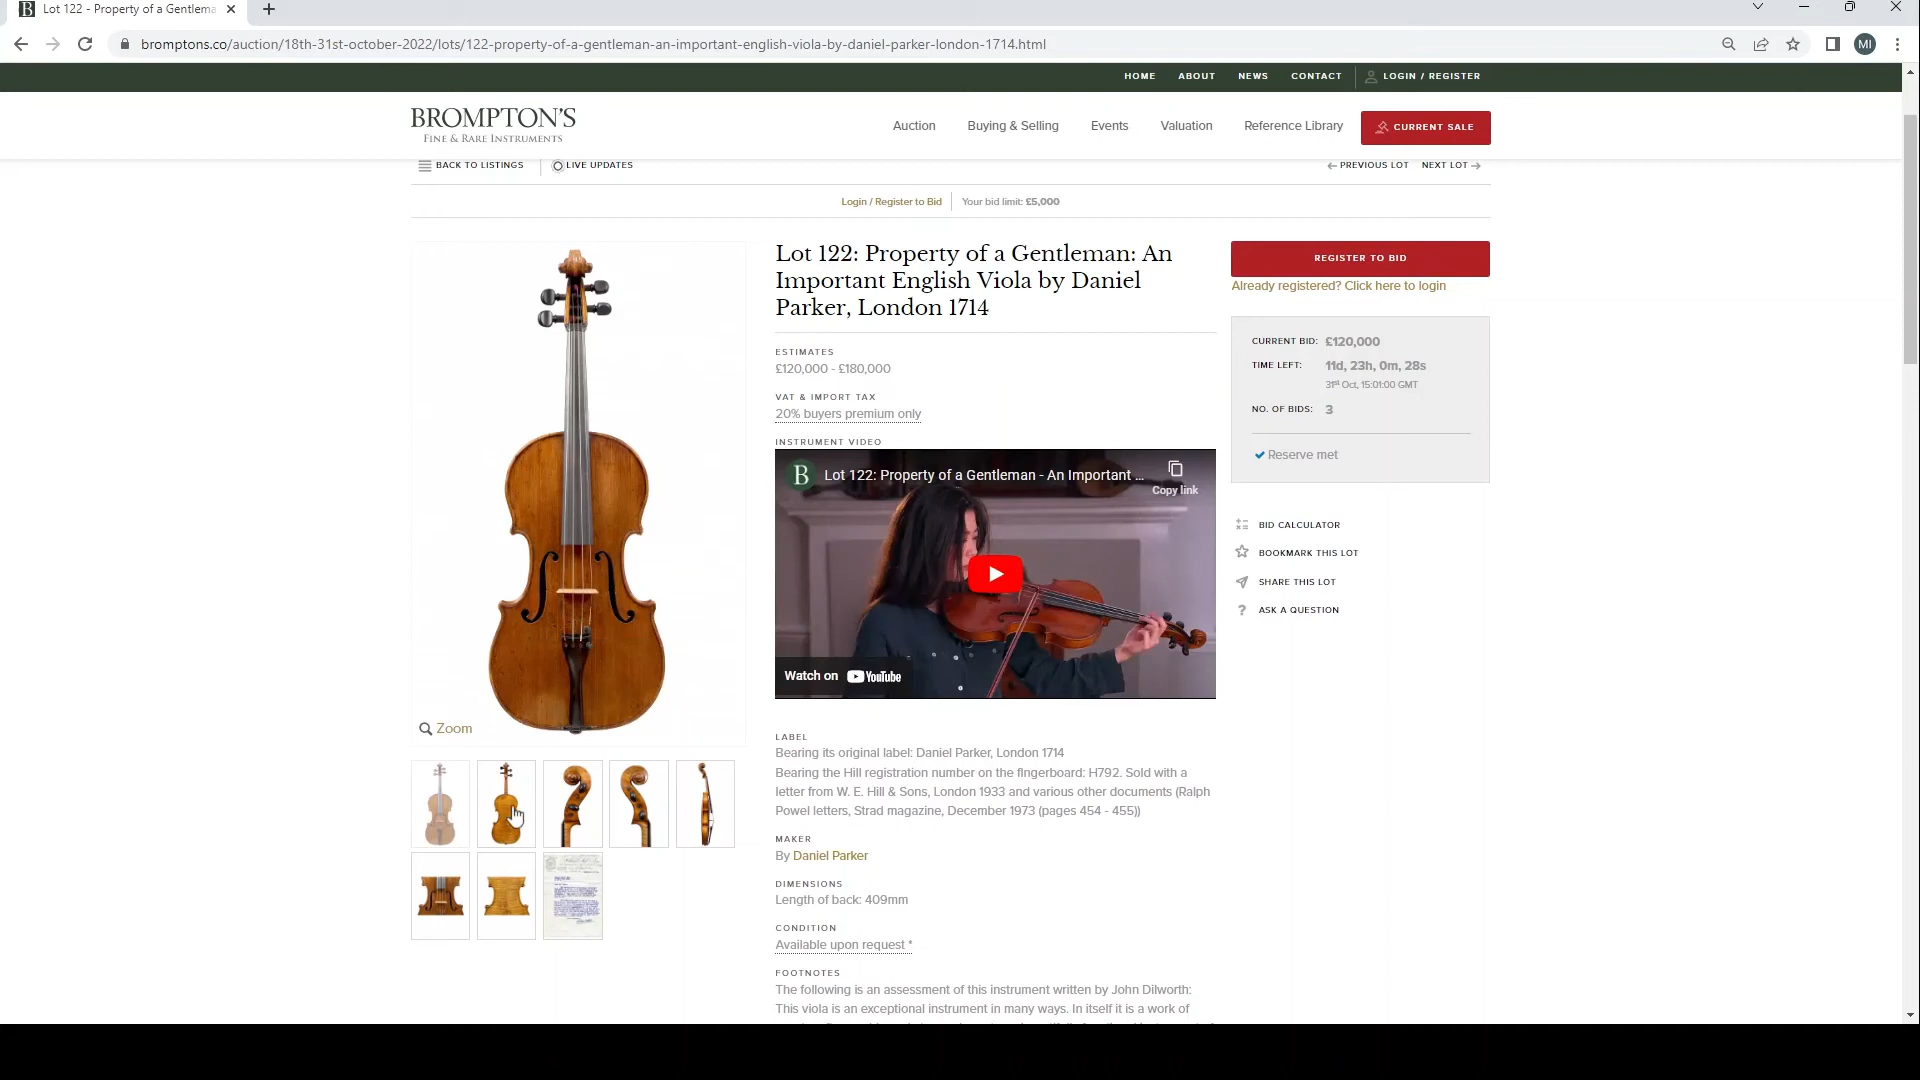 Lot 122 - Property of a Gentlema
bromptons.co/auction/18th-31st-october-2022/lots/122-property-of-a-gentleman-an-important-english-viola-by-daniel-parker-london-1714.html
MI
HOME ABOUT NEWS CONTACT LOGIN / REGISTER
BROMPTON'S
FINE & RARE INSTRUMENTS
Auction Buying & Selling Events Valuation Reference Library CURRENT SALE
BACK TO LISTINGS LIVE UPDATES PREVIOUS LOT NEXT LOT
Login / Register to Bid Your bid limit: £5,000
Lot 122: Property of a Gentleman: An
Important English Viola by Daniel
Parker, London 1714
ESTIMATES
£120,000 - £180,000
VAT & IMPORT TAX
20% buyers premium only
INSTRUMENT VIDEO
B Lot 122: Property of a Gentleman - An Important ...
Copy link
Watch on YouTube
REGISTER TO BID
Already registered? Click here to login
CURRENT BID: £120,000
TIME LEFT: 11d, 23h, 0m, 28s
31st Oct, 15:01:00 GMT
NO. OF BIDS: 3
Reserve met
BID CALCULATOR
BOOKMARK THIS LOT
SHARE THIS LOT
ASK A QUESTION
Zoom
LABEL
Bearing its original label: Daniel Parker, London 1714
Bearing the Hill registration number on the fingerboard: H792. Sold with a
letter from W. E. Hill & Sons, London 1933 and various other documents (Ralph
Powel letters, Strad magazine, December 1973 (pages 454 - 455))
MAKER
By Daniel Parker
DIMENSIONS
Length of back: 409mm
CONDITION
Available upon request *
FOOTNOTES
The following is an assessment of this instrument written by John Dilworth:
This viola is an exceptional instrument in many ways. In itself it is a work of